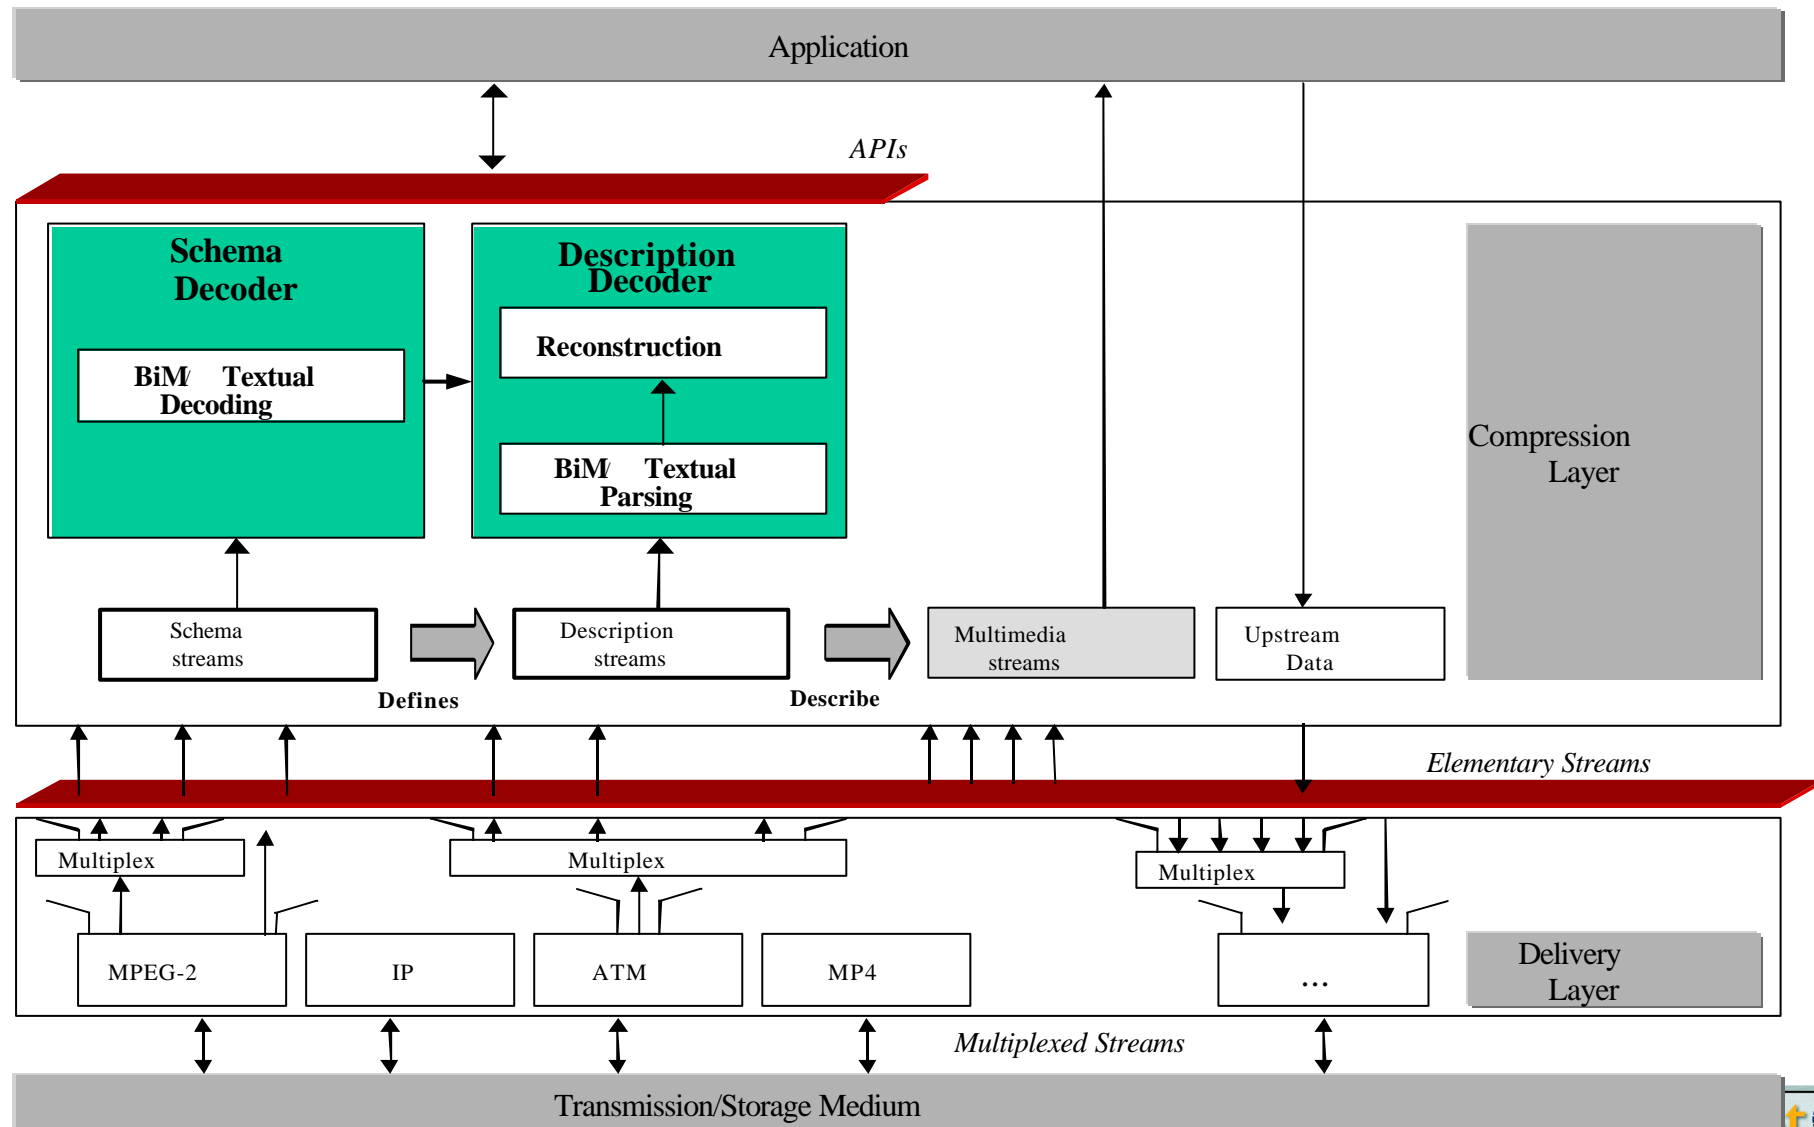 Application
APIs
Schema
Decoder
Description
Decoder
Reconstruction
BiM/ Textual
Decoding
BiM/ Textual
Parsing
Compression
Layer
Schema
streams
Description
streams
Multimedia
streams
Upstream
Data
Defines
Describe
Elementary Streams
Multiplex
Multiplex
Multiplex
MPEG-2
IP
ATM
MP4
...
Delivery
Layer
Multiplexed Streams
Transmission/Storage Medium